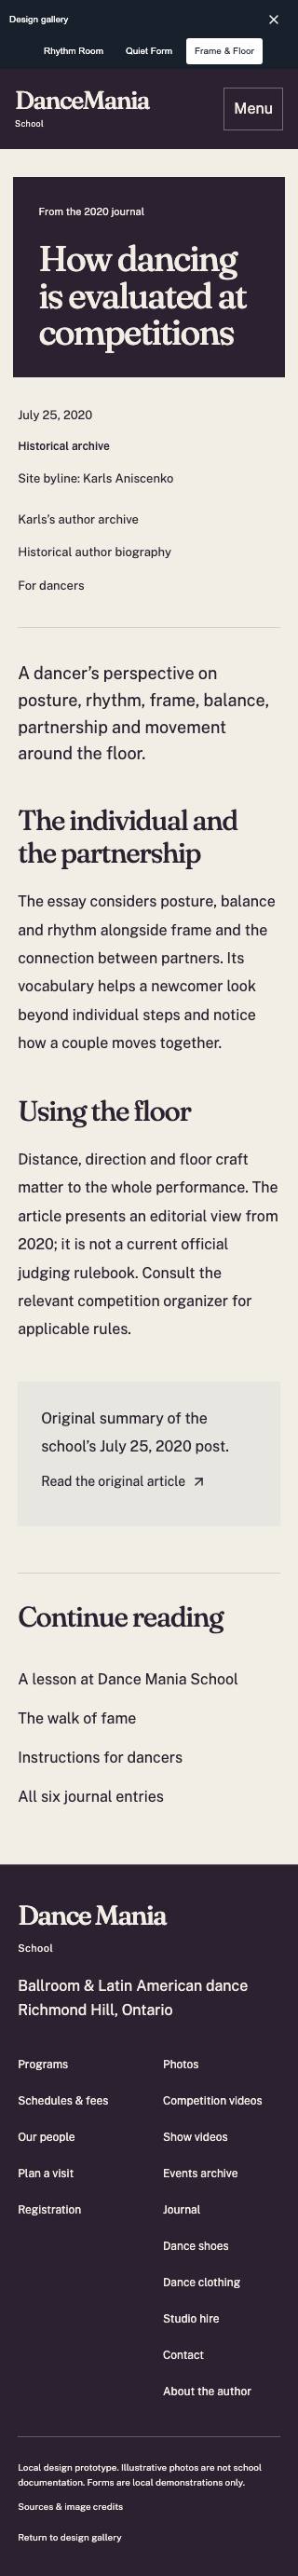 Design gallery
Rhythm Room Quiet Form Frame & Floor
DanceMania
School
Menu
From the 2020 journal
How dancing
is evaluated at
competitions
July 25, 2020
Historical archive
Site byline: Karls Aniscenko
Karls’s author archive
Historical author biography
For dancers
A dancer’s perspective on
posture, rhythm, frame, balance,
partnership and movement
around the floor.
The individual and
the partnership
The essay considers posture, balance
and rhythm alongside frame and the
connection between partners. Its
vocabulary helps a newcomer look
beyond individual steps and notice
how a couple moves together.
Using the floor
Distance, direction and floor craft
matter to the whole performance. The
article presents an editorial view from
2020; it is not a current official
judging rulebook. Consult the
relevant competition organizer for
applicable rules.
Original summary of the
school’s July 25, 2020 post.
Read the original article ↗
Continue reading
A lesson at Dance Mania School
The walk of fame
Instructions for dancers
All six journal entries
Dance Mania
School
Ballroom & Latin American dance
Richmond Hill, Ontario
Programs
Schedules & fees
Our people
Plan a visit
Registration
Photos
Competition videos
Show videos
Events archive
Journal
Dance shoes
Dance clothing
Studio hire
Contact
About the author
Local design prototype. Illustrative photos are not school
documentation. Forms are local demonstrations only.
Sources & image credits
Return to design gallery